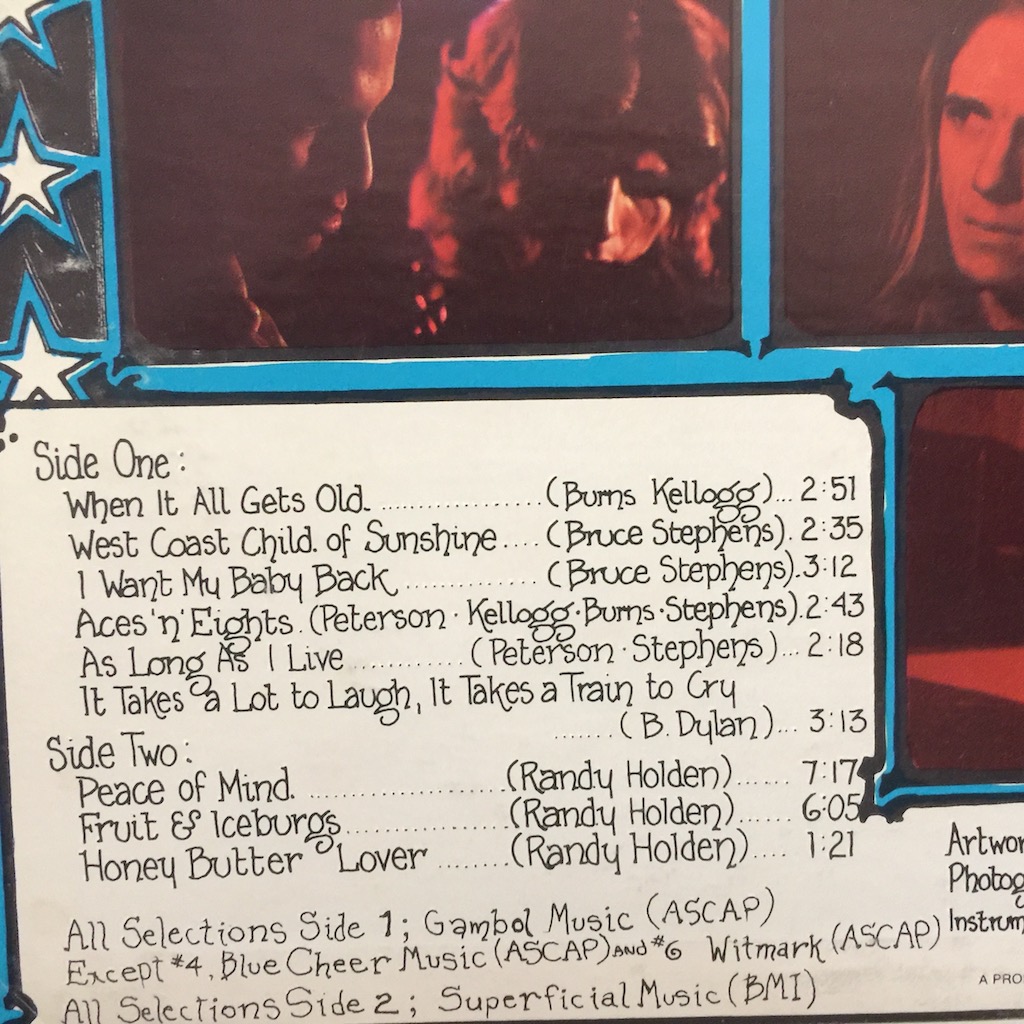 Side One:
When It All Gets Old. .................. (Burns Kellogg)... 2:51
West Coast Child. of Sunshine.... (Bruce Stephens). 2:35
I Want My Baby Back ............. (Bruce Stephens).3:12
Aces 'n' Eights. (Peterson · Kellogg·Burns·Stephens).2:43
As Long As I Live ........... (Peterson · Stephens)... 2:18
It Takes a Lot to Laugh, It Takes a Train to Cry
.......(B. Dylan)... 3:13
Side Two:
Peace of Mind. .................... (Randy Holden)...... 7:17
Fruit & Iceburgs................. (Randy Holden)...... 6:05
Honey Butter Lover .......(Randy Holden).... 1:21
All Selections Side 1; Gambol Music (ASCAP)
Except #4, Blue Cheer Music (ASCAP) AND #6 Witmark (ASCAP)
All Selections Side 2; Superficial Music (BMI)
Artwor
Photog
Instrum
A PRO